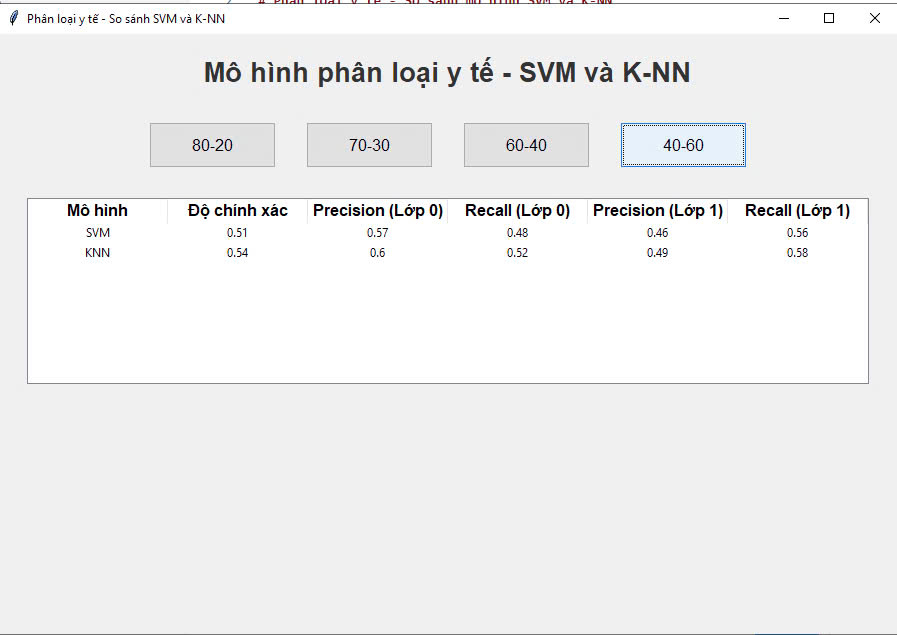 Phân loại y tế - So sánh SVM và K-NN
Mô hình phân loại y tế - SVM và K-NN
80-20 70-30 60-40 40-60
Mô hình Độ chính xác Precision (Lớp 0) Recall (Lớp 0) Precision (Lớp 1) Recall (Lớp 1)
SVM 0.51 0.57 0.48 0.46 0.56
KNN 0.54 0.6 0.52 0.49 0.58